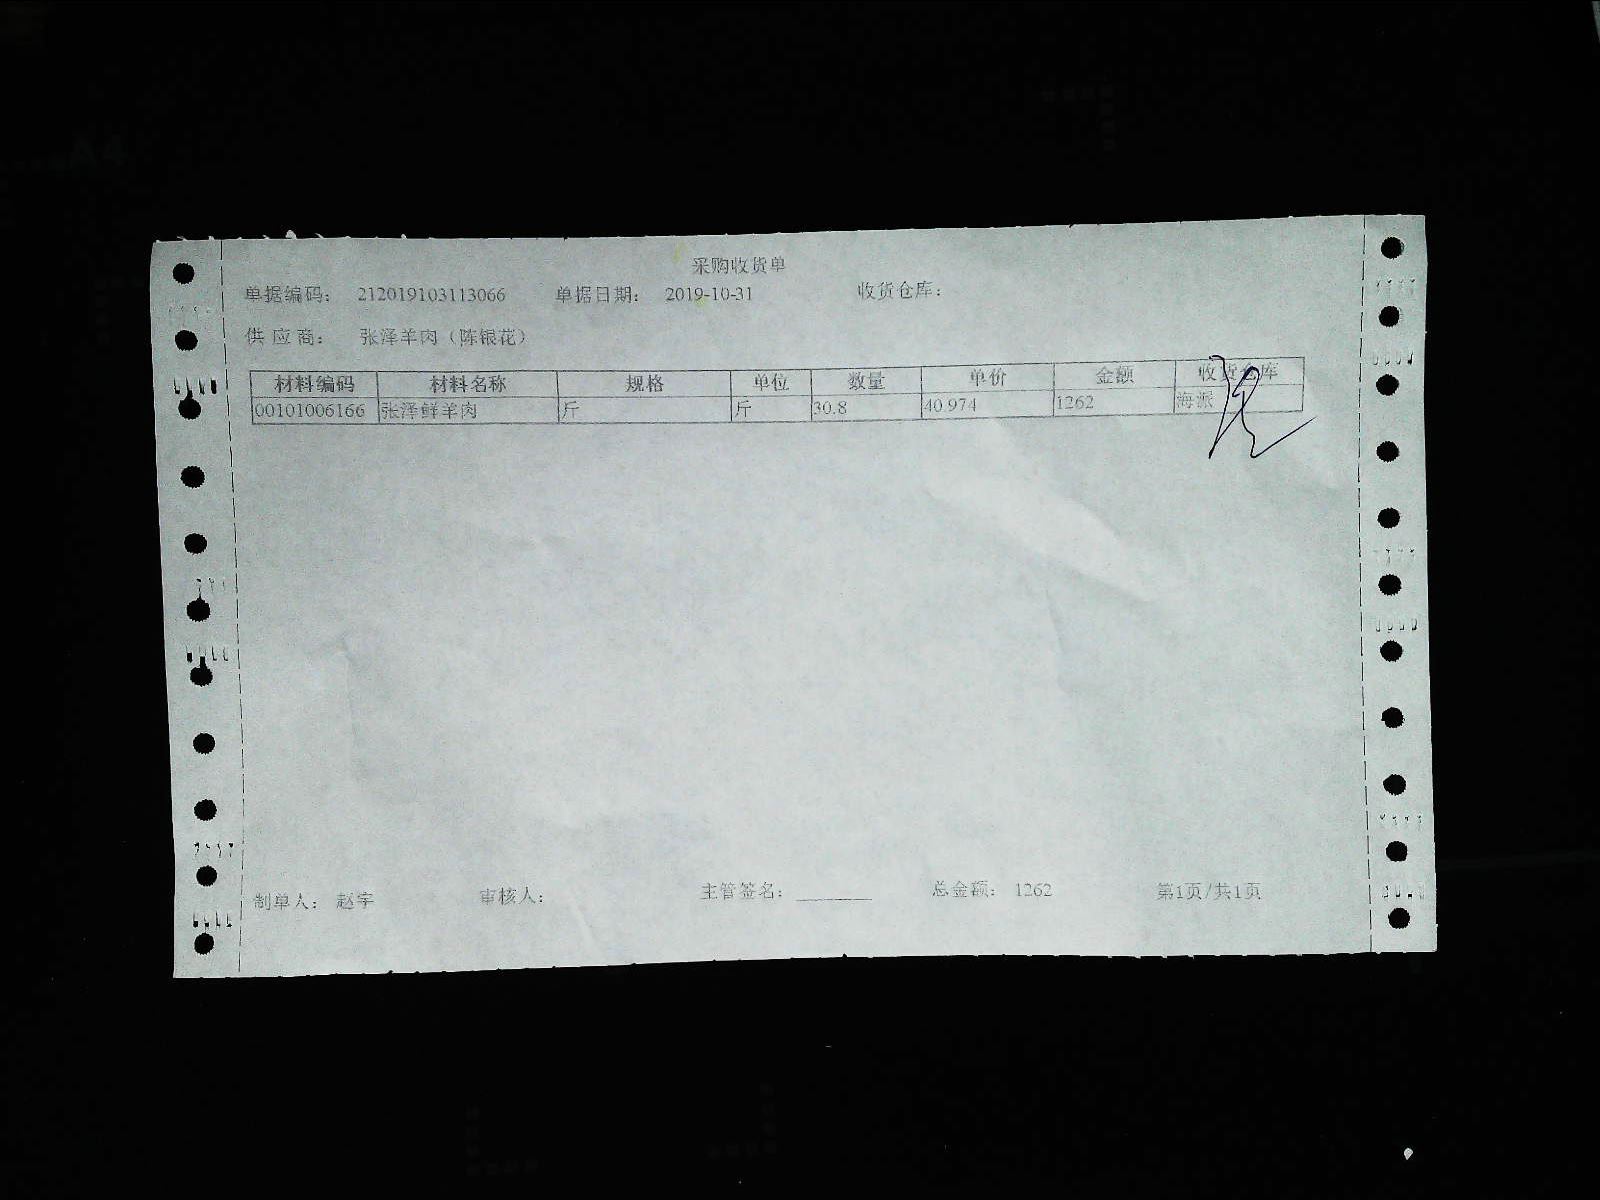 采购收货单
单据编码： 212019103113066 单据日期： 2019-10-31 收货仓库：
供应商： 张泽羊肉（陈银花）
材料编码 材料名称 规格 单位 数量 单价 金额 收货仓库
00101006166 张泽鲜羊肉 斤 斤 30.8 40.974 1262 海派
制单人： 赵宇 审核人： 主管签名： 总金额： 1262 第1页/共1页